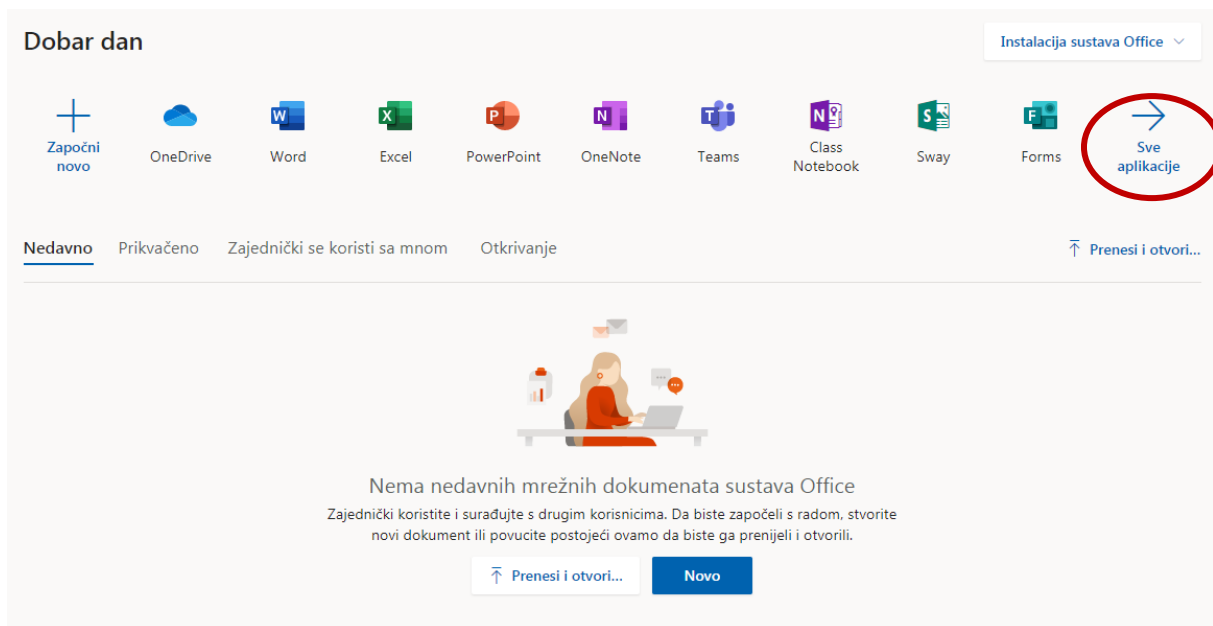 Dobar dan
Instalacija sustava Office
Započni
novo
OneDrive
Word
Excel
PowerPoint
OneNote
Teams
Class
Notebook
Sway
Forms
Sve
aplikacije
Nedavno
Prikvačeno
Zajednički se koristi sa mnom
Otkrivanje
Prenesi i otvori...
Nema nedavnih mrežnih dokumenata sustava Office
Zajednički koristite i surađujte s drugim korisnicima. Da biste započeli s radom, stvorite
novi dokument ili povucite postojeći ovamo da biste ga prenijeli i otvorili.
Prenesi i otvori...
Novo